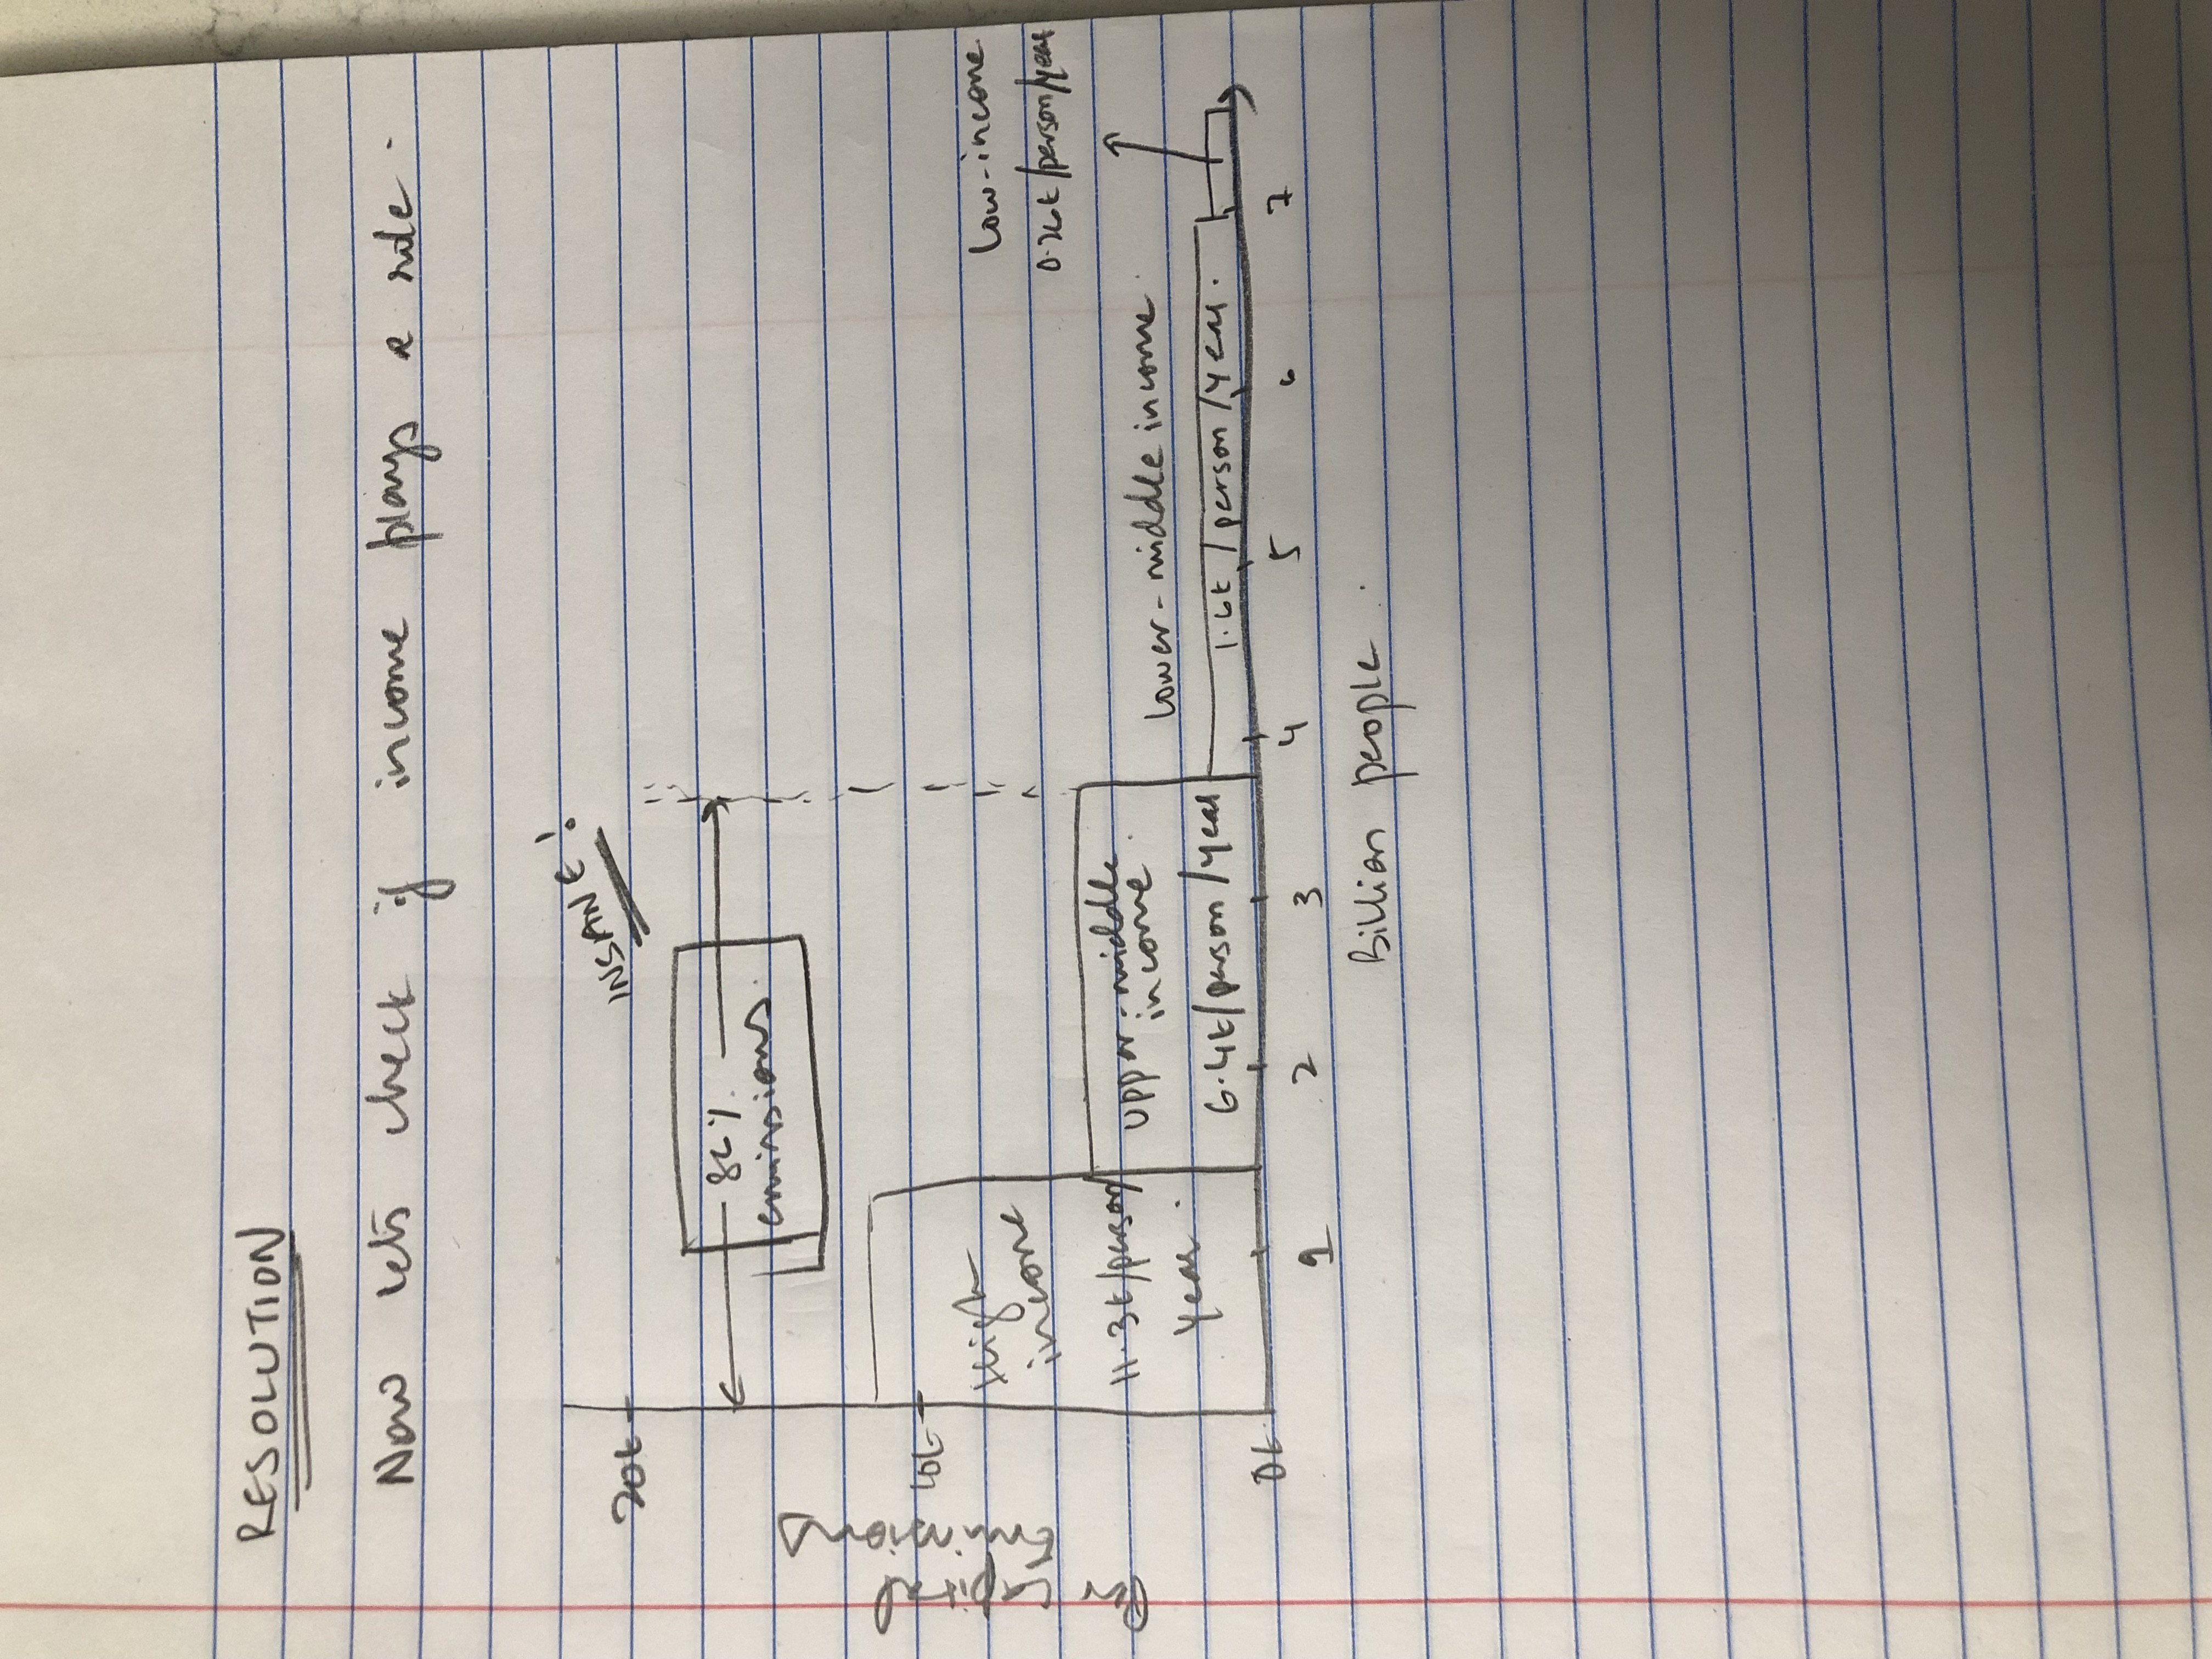 RESOLUTION
Now lets check if income plays a role.
INSANE!
20t
86%
emissions.
Per Capital
Emissions
10t
High
income
11.3t/person/
year.
Upper-middle
income.
6.4t/person/year
Low-income
0.26t/person/year
Lower-middle income.
1.6t/person/year.
0t
1 2 3 4 5 6 7
Billion people.